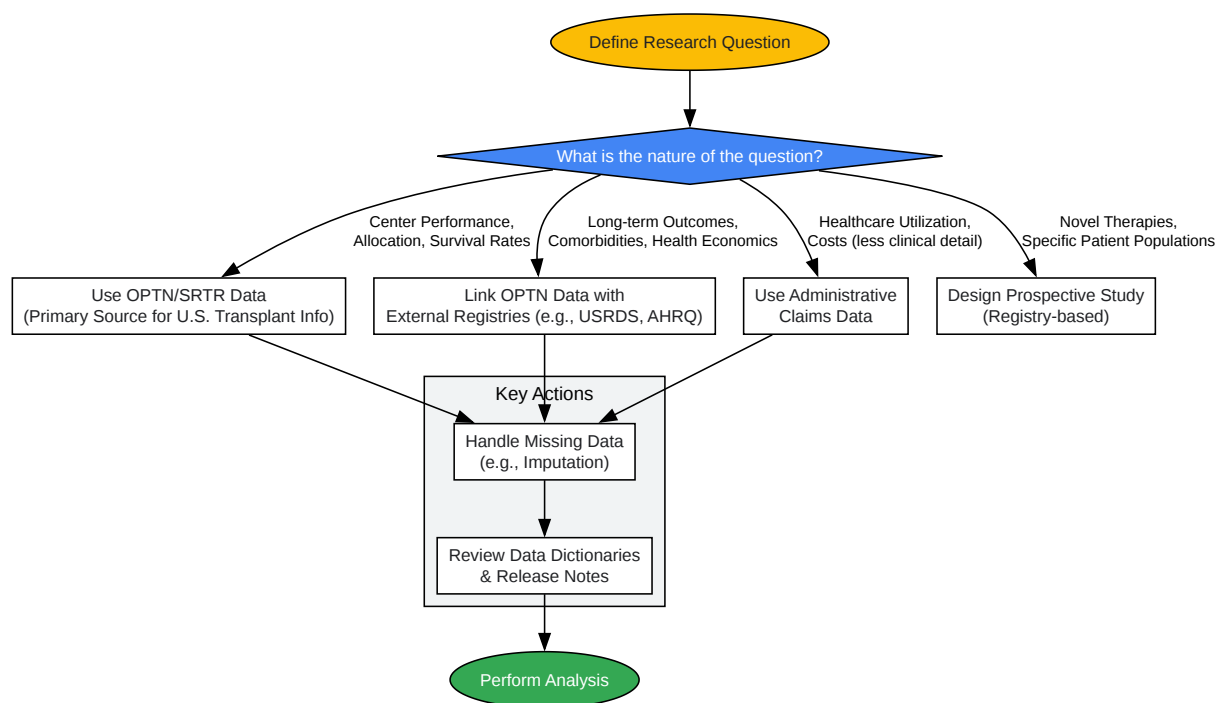 Define Research Question
What is the nature of the question?
Center Performance,
Allocation, Survival Rates
Long-term Outcomes,
Comorbidities, Health Economics
Healthcare Utilization,
Costs (less clinical detail)
Novel Therapies,
Specific Patient Populations
Use OPTN/SRTR Data
(Primary Source for U.S. Transplant Info)
Link OPTN Data with
External Registries (e.g., USRDS, AHRQ)
Use Administrative
Claims Data
Design Prospective Study
(Registry-based)
Key Actions
Handle Missing Data
(e.g., Imputation)
Review Data Dictionaries
& Release Notes
Perform Analysis